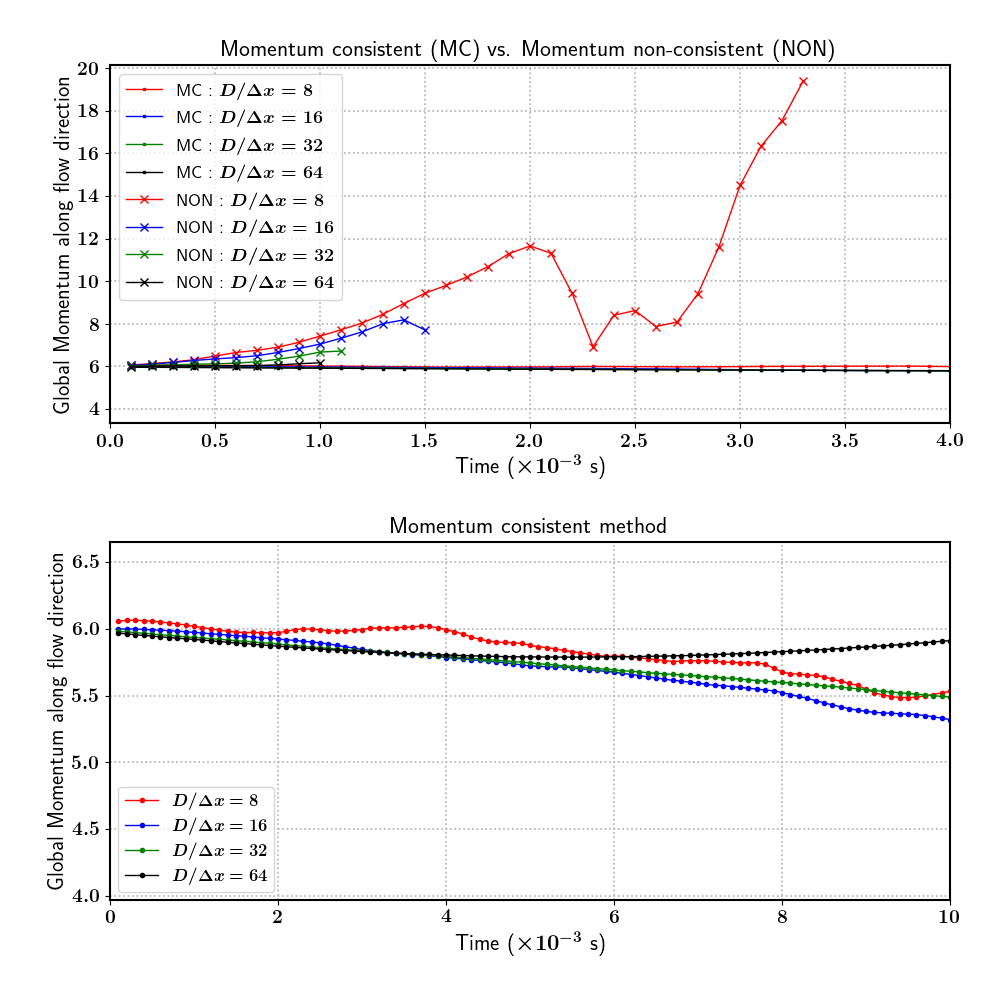 Momentum consistent (MC) vs. Momentum non-consistent (NON)
Global Momentum along flow direction
20
18
16
14
12
10
8
6
4
MC : D/Δx = 8
MC : D/Δx = 16
MC : D/Δx = 32
MC : D/Δx = 64
NON : D/Δx = 8
NON : D/Δx = 16
NON : D/Δx = 32
NON : D/Δx = 64
0.0 0.5 1.0 1.5 2.0 2.5 3.0 3.5 4.0
Time (×10⁻³ s)
Momentum consistent method
Global Momentum along flow direction
6.5
6.0
5.5
5.0
4.5
4.0
D/Δx = 8
D/Δx = 16
D/Δx = 32
D/Δx = 64
0 2 4 6 8 10
Time (×10⁻³ s)